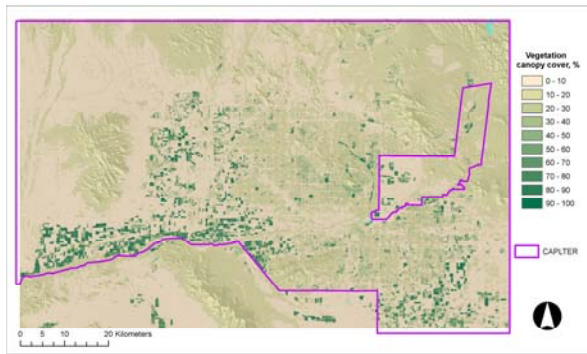 Vegetation
canopy cover, %
0 - 10
10 - 20
20 - 30
30 - 40
40 - 50
50 - 60
60 - 70
70 - 80
80 - 90
90 - 100
CAPLTER
0 5 10 20 Kilometers